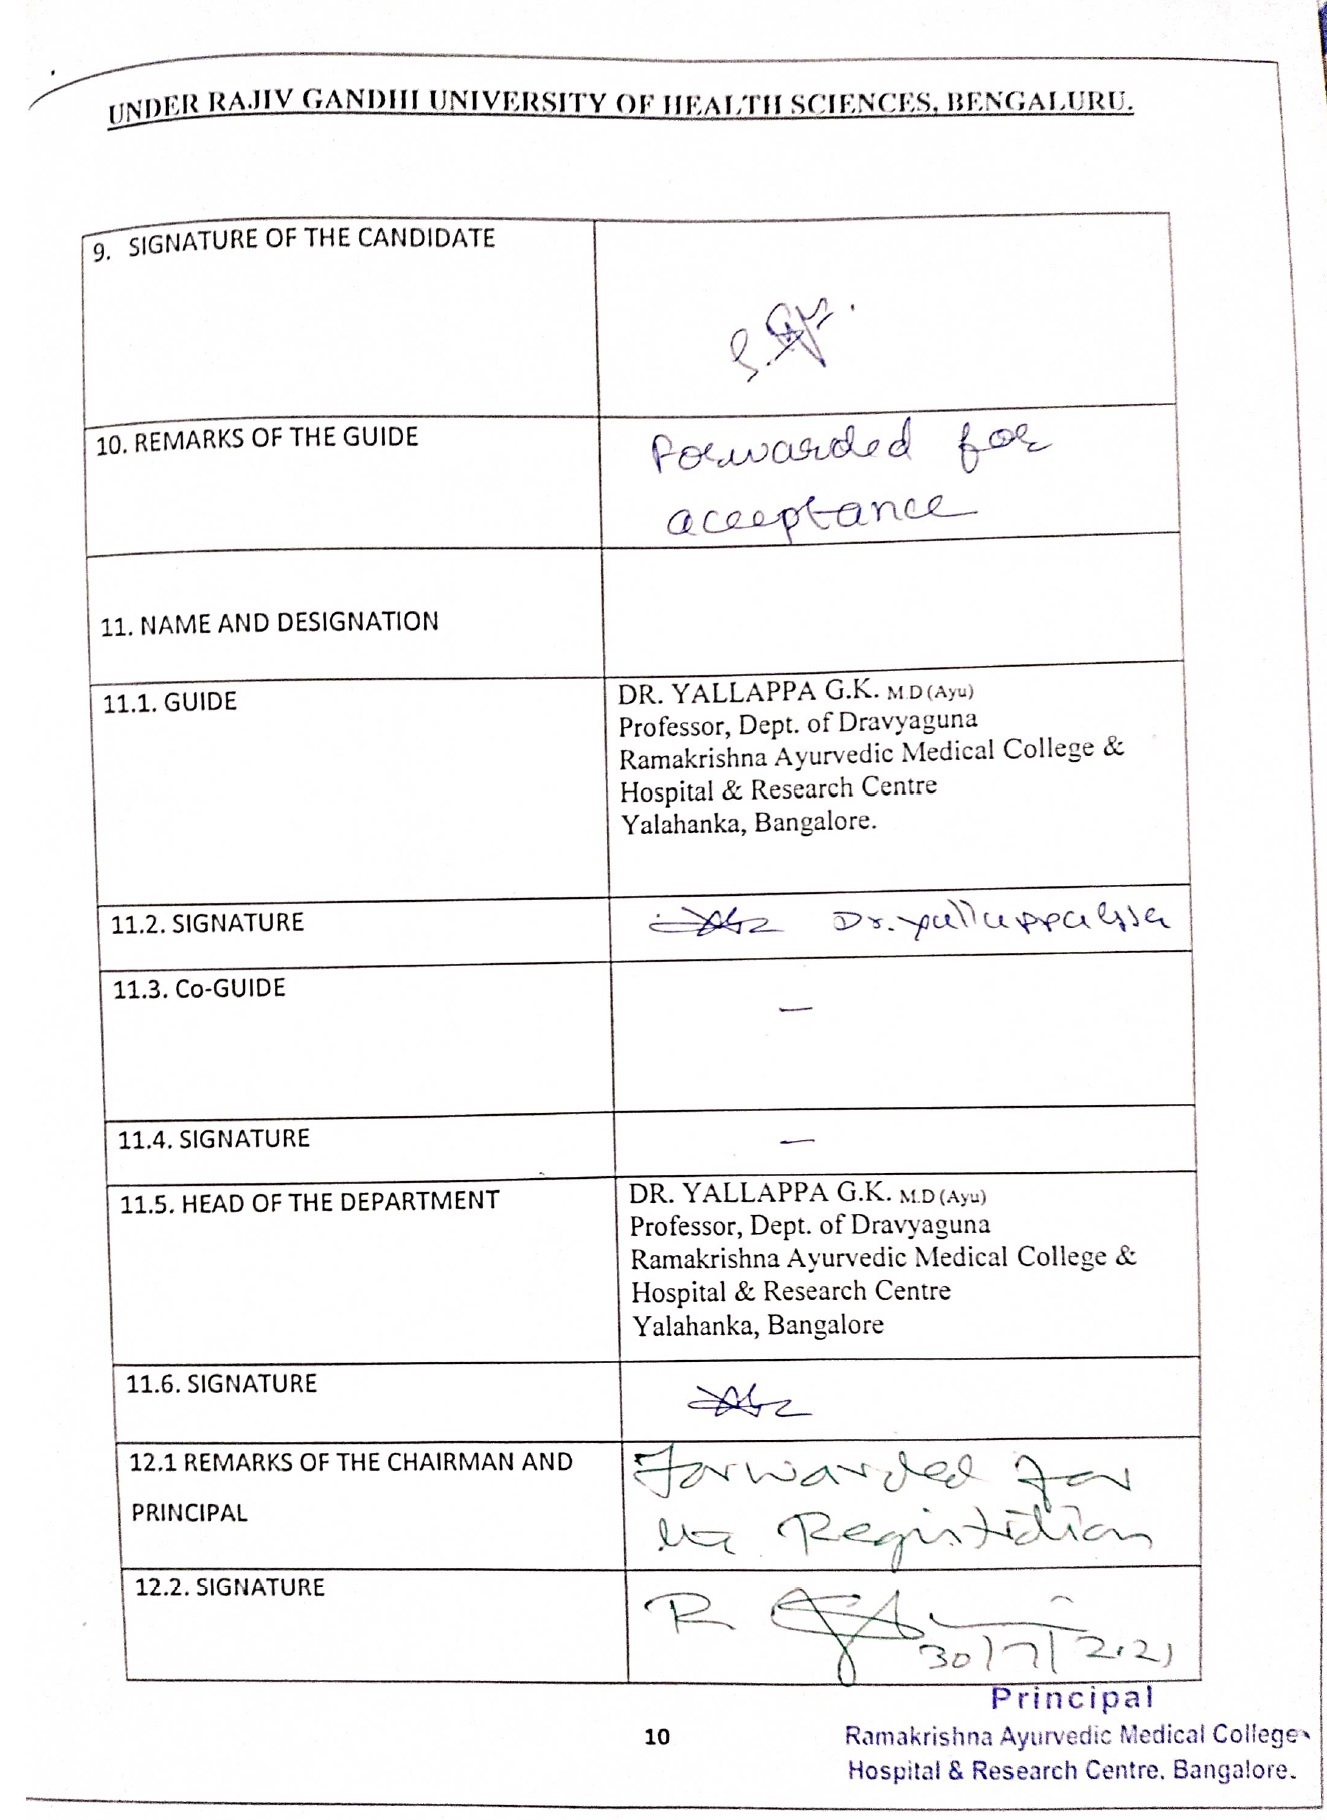 UNDER RAJIV GANDHI UNIVERSITY OF HEALTH SCIENCES, BENGALURU.
9. SIGNATURE OF THE CANDIDATE
10. REMARKS OF THE GUIDE
Forwarded for
acceptance
11. NAME AND DESIGNATION
11.1. GUIDE
DR. YALLAPPA G.K. M.D (Ayu)
Professor, Dept. of Dravyaguna
Ramakrishna Ayurvedic Medical College &
Hospital & Research Centre
Yalahanka, Bangalore.
11.2. SIGNATURE
Dr. Yallappa
11.3. Co-GUIDE
—
11.4. SIGNATURE
—
11.5. HEAD OF THE DEPARTMENT
DR. YALLAPPA G.K. M.D (Ayu)
Professor, Dept. of Dravyaguna
Ramakrishna Ayurvedic Medical College &
Hospital & Research Centre
Yalahanka, Bangalore
11.6. SIGNATURE
12.1 REMARKS OF THE CHAIRMAN AND
PRINCIPAL
Forwarded for
the Registration
12.2. SIGNATURE
R
30/7/2021
Principal
Ramakrishna Ayurvedic Medical College
Hospital & Research Centre. Bangalore.
10